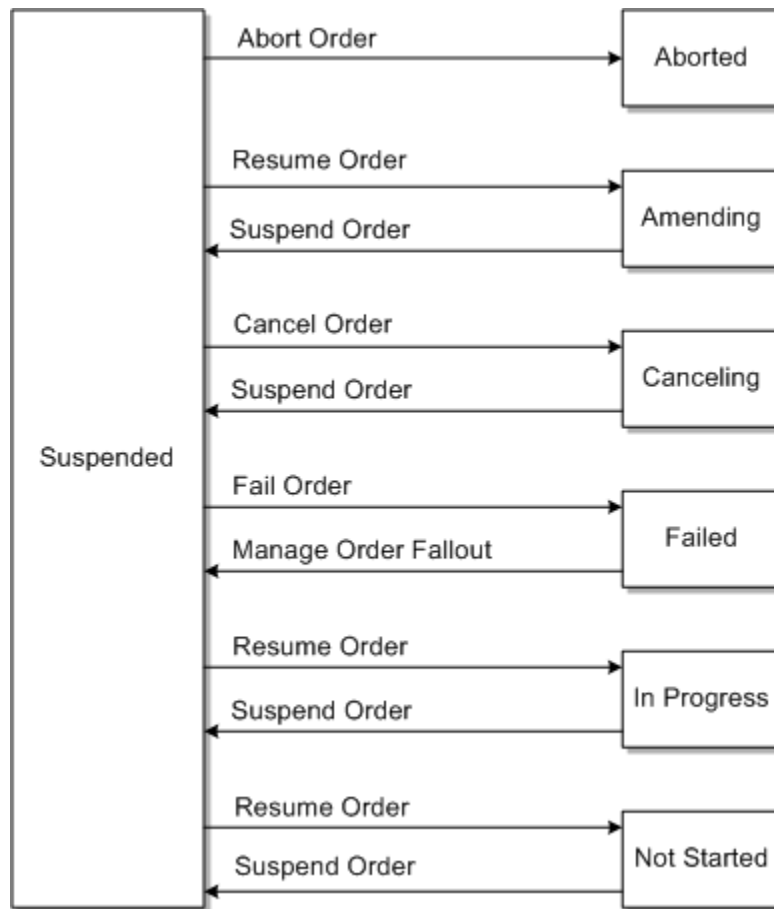 Abort Order
Aborted
Resume Order
Amending
Suspend Order
Cancel Order
Canceling
Suspend Order
Suspended
Fail Order
Failed
Manage Order Fallout
Resume Order
In Progress
Suspend Order
Resume Order
Not Started
Suspend Order